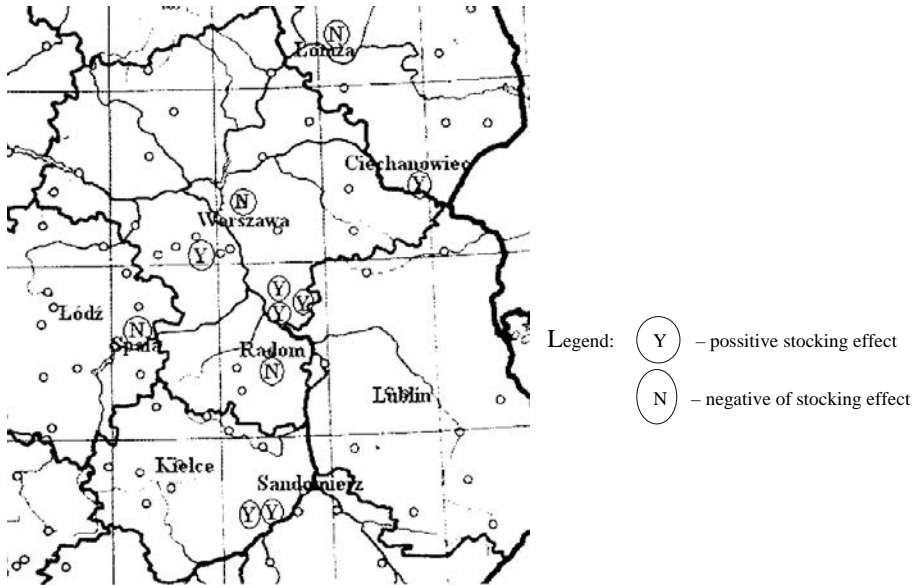 N
Łomża
Ciechanowiec
Y
N
Warszawa
Y
Y
Y
Y
Łódź
N
Spała
Radom
N
Lublin
Kielce
Sandomierz
Y Y
Legend: Y – possitive stocking effect
N – negative of stocking effect